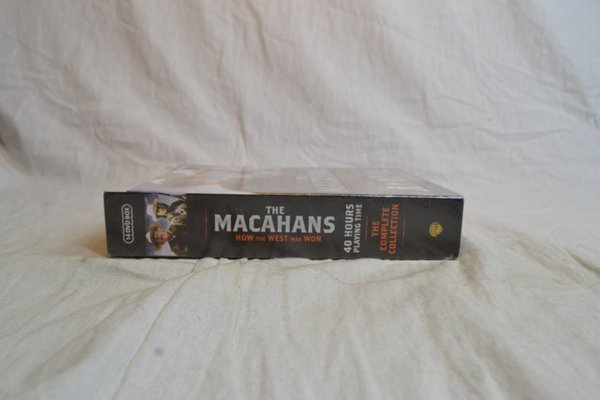 14 DVD BOX
THE
MACAHANS
HOW THE WEST WAS WON
40 HOURS
PLAYING TIME
THE
COMPLETE
COLLECTION